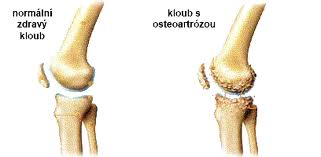 normální
zdravý
kloub
kloub s
osteoartrózou